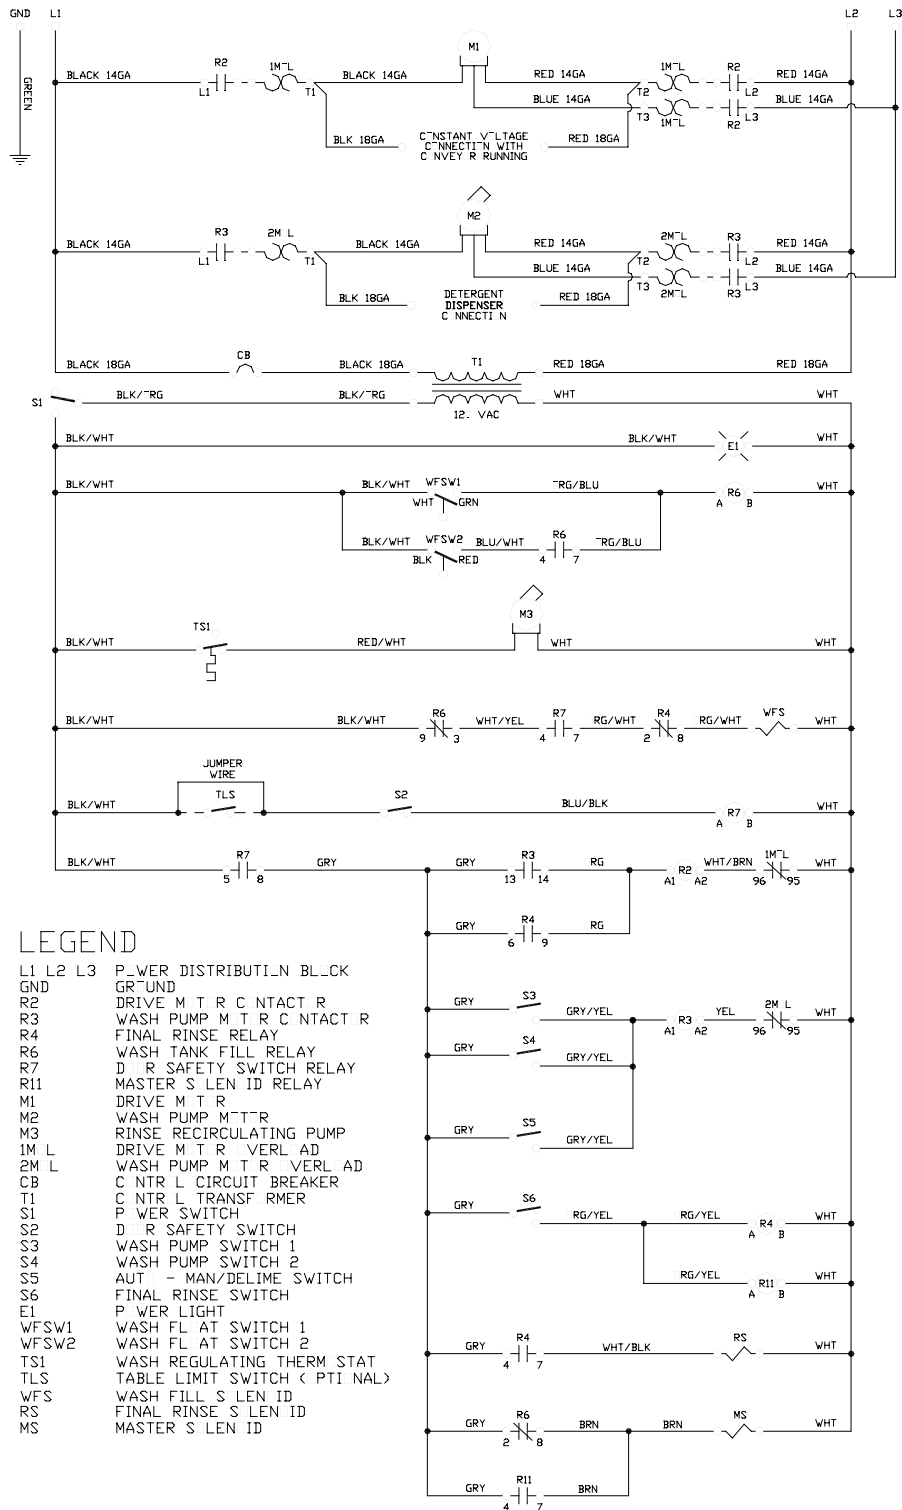 GND L1 L2 L3
M1
R2 1M L 1M L R2
BLACK 14GA BLACK 14GA RED 14GA RED 14GA
GREEN
L1 T1 T2 L2
BLUE 14GA BLUE 14GA
T3 1M L R2 L3
BLK 18GA C NSTANT V LTAGE RED 18GA
C NNECTI N WITH
C NVEY R RUNNING
M2
R3 2M L 2M L R3
BLACK 14GA BLACK 14GA RED 14GA RED 14GA
L1 T1 T2 L2
BLUE 14GA BLUE 14GA
T3 2M L R3 L3
BLK 18GA DETERGENT RED 18GA
DISPENSER
C NNECTI N
CB T1
BLACK 18GA BLACK 18GA RED 18GA RED 18GA
S1 BLK/ RG BLK/ RG WHT WHT
12. VAC
BLK/WHT BLK/WHT E1 WHT
BLK/WHT BLK/WHT WFSW1 RG/BLU R6 WHT
WHT GRN A B
BLK/WHT WFSW2 BLU/WHT R6 RG/BLU
BLK RED 4 7
M3
TS1
BLK/WHT RED/WHT WHT WHT
BLK/WHT BLK/WHT R6 WHT/YEL R7 RG/WHT R4 RG/WHT WFS WHT
9 3 4 7 2 8
JUMPER
WIRE
BLK/WHT TLS S2 BLU/BLK R7 WHT
A B
BLK/WHT R7 GRY GRY R3 RG R2 WHT/BRN 1M L WHT
5 8 13 14 A1 A2 96 95
GRY R4 RG
6 9
GRY S3 GRY/YEL R3 YEL 2M L WHT
A1 A2 96 95
GRY S4 GRY/YEL
GRY S5 GRY/YEL
GRY S6 RG/YEL RG/YEL R4 WHT
A B
RG/YEL R11 WHT
A B
GRY R4 WHT/BLK RS WHT
4 7
GRY R6 BRN BRN MS WHT
2 8
GRY R11 BRN
4 7
LEGEND
L1 L2 L3 P WER DISTRIBUTI N BL CK
GND GR UND
R2 DRIVE M T R C NTACT R
R3 WASH PUMP M T R C NTACT R
R4 FINAL RINSE RELAY
R6 WASH TANK FILL RELAY
R7 D R SAFETY SWITCH RELAY
R11 MASTER S LEN ID RELAY
M1 DRIVE M T R
M2 WASH PUMP M T R
M3 RINSE RECIRCULATING PUMP
1M L DRIVE M T R VERL AD
2M L WASH PUMP M T R VERL AD
CB C NTR L CIRCUIT BREAKER
T1 C NTR L TRANSF RMER
S1 P WER SWITCH
S2 D R SAFETY SWITCH
S3 WASH PUMP SWITCH 1
S4 WASH PUMP SWITCH 2
S5 AUT - MAN/DELIME SWITCH
S6 FINAL RINSE SWITCH
E1 P WER LIGHT
WFSW1 WASH FL AT SWITCH 1
WFSW2 WASH FL AT SWITCH 2
TS1 WASH REGULATING THERM STAT
TLS TABLE LIMIT SWITCH ( PTI NAL)
WFS WASH FILL S LEN ID
RS FINAL RINSE S LEN ID
MS MASTER S LEN ID